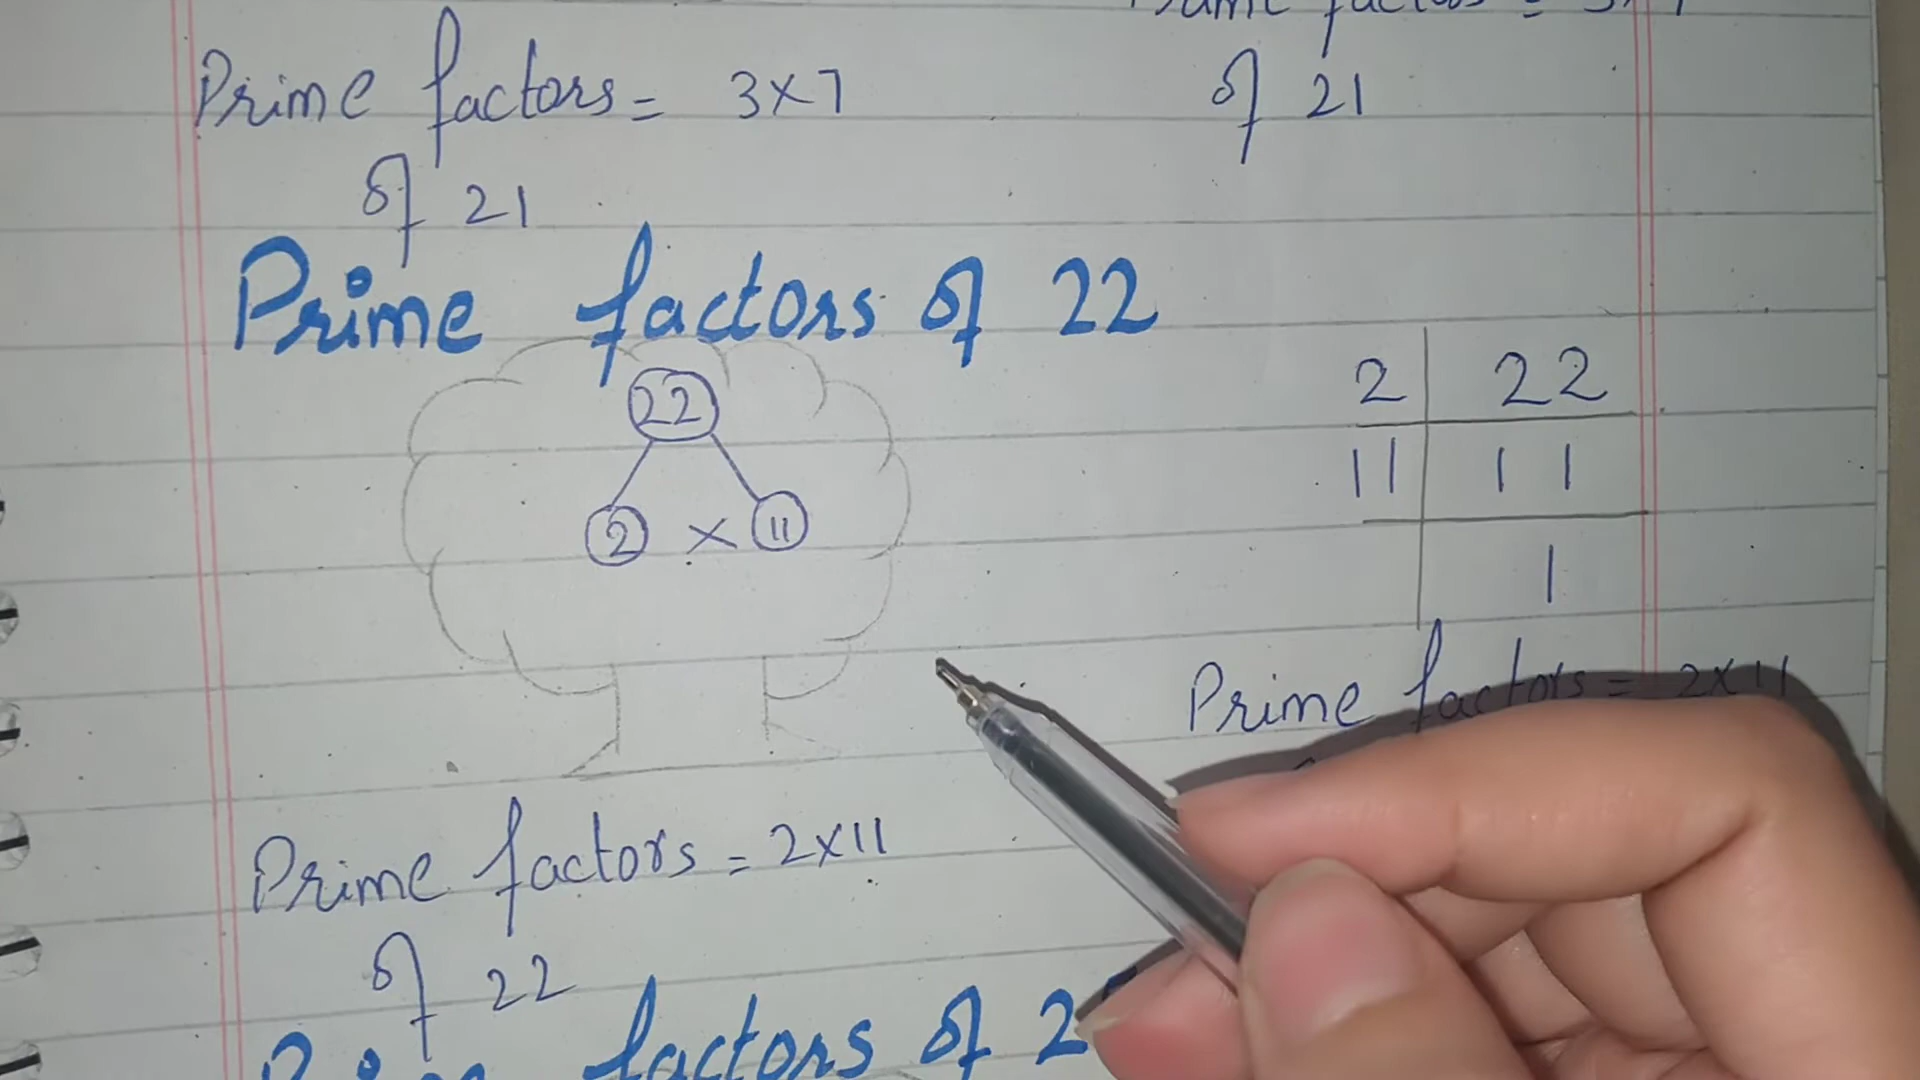 Prime factors = 3×7
of 21
of 21
Prime factors of 22
22
2 × 11
2 22
11 11
1
Prime factors = 2×11
Prime factors = 2×11
of 22
factors of